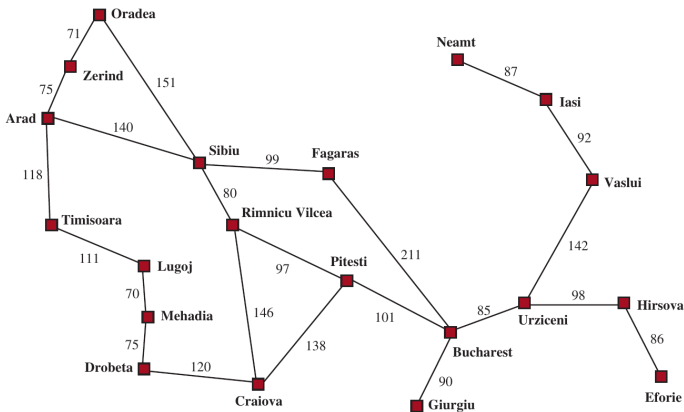 Oradea
71
Neamt
Zerind
87
151
75
Iasi
Arad
140
92
Sibiu
99
Fagaras
118
80
Vaslui
Timisoara
Rimnicu Vilcea
111
Lugoj
97
Pitesti
211
142
70
98
Hirsova
146
101
85
Urziceni
Mehadia
138
86
75
Bucharest
Drobeta
120
90
Craiova
Giurgiu
Eforie